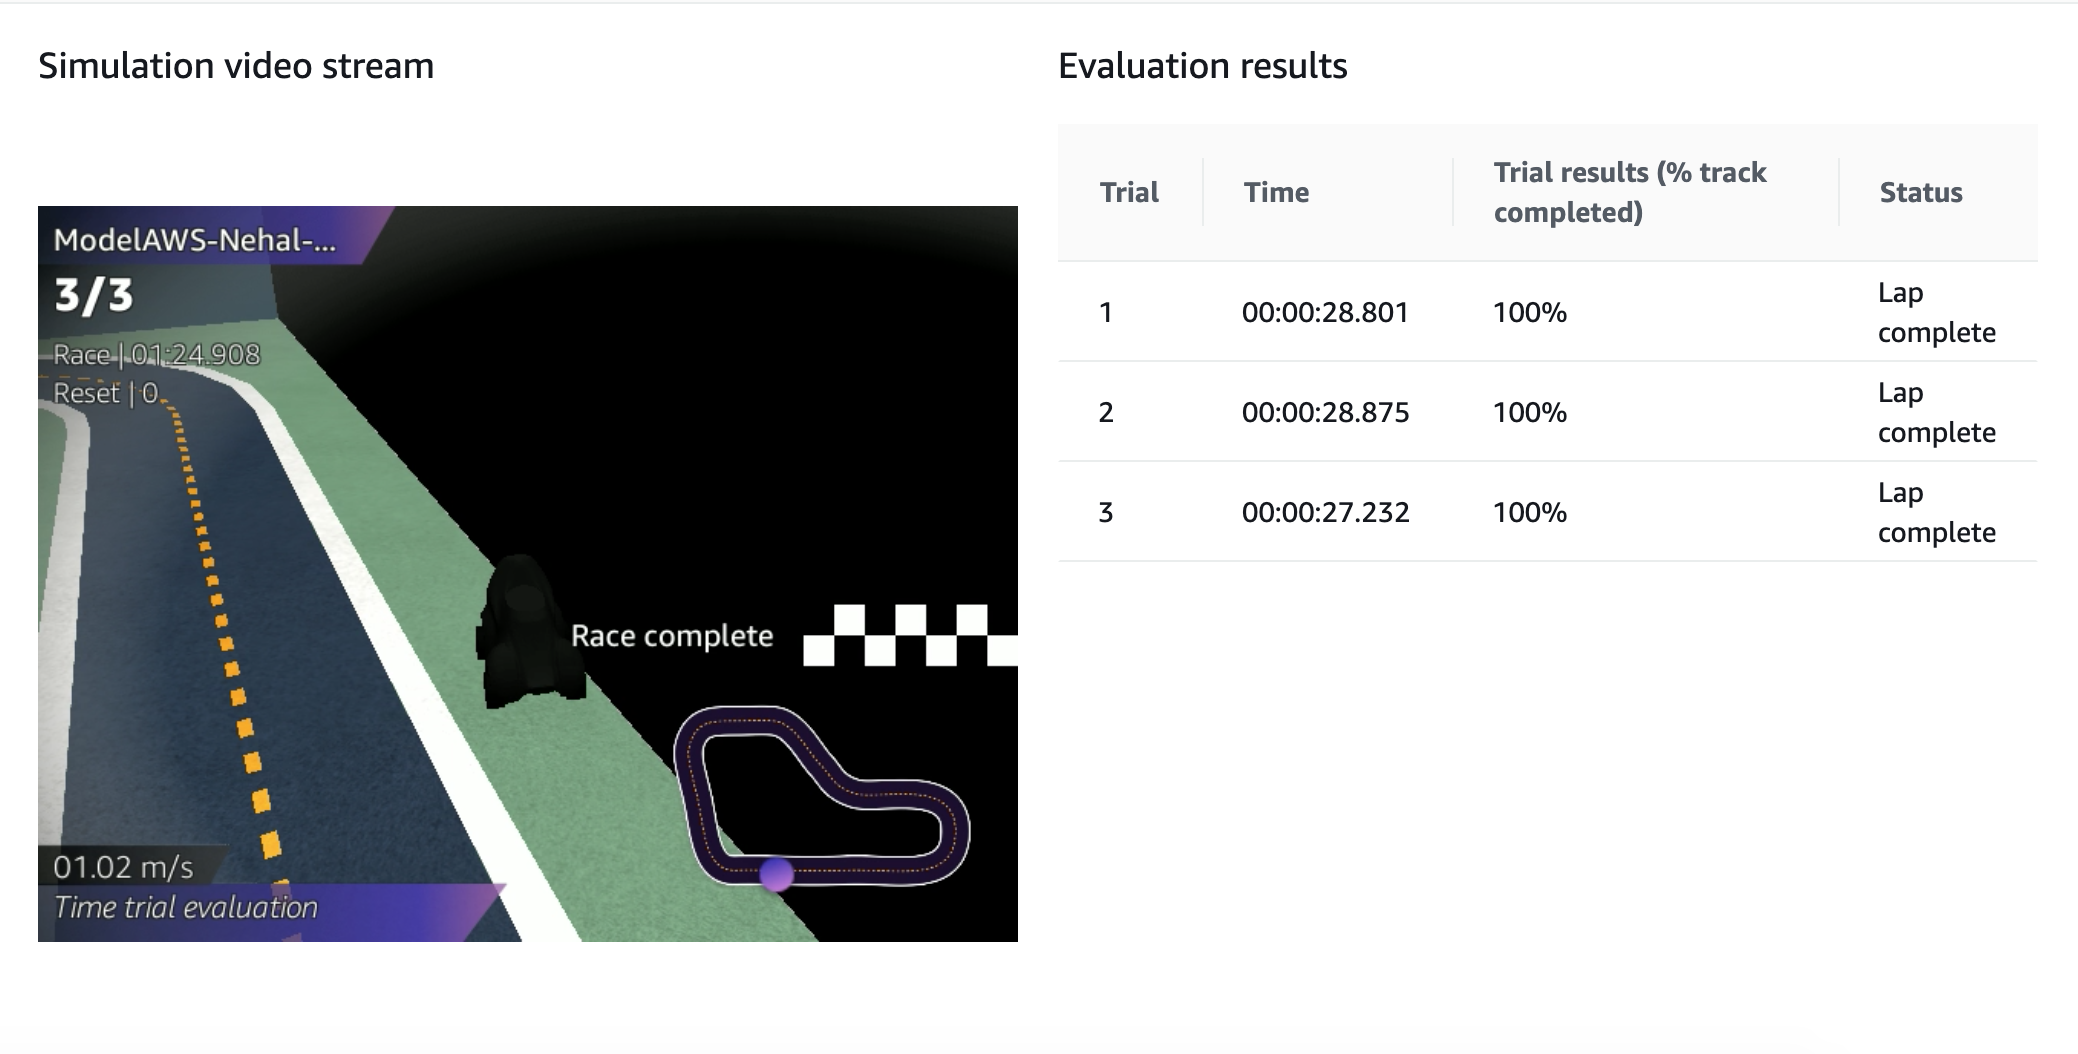 Simulation video stream
ModelAWS-Nehal-...
3/3
Race | 01:24.908
Reset | 0
Race complete
01.02 m/s
Time trial evaluation
Evaluation results
Trial
Time
Trial results (% track
completed)
Status
1
00:00:28.801
100%
Lap
complete
2
00:00:28.875
100%
Lap
complete
3
00:00:27.232
100%
Lap
complete